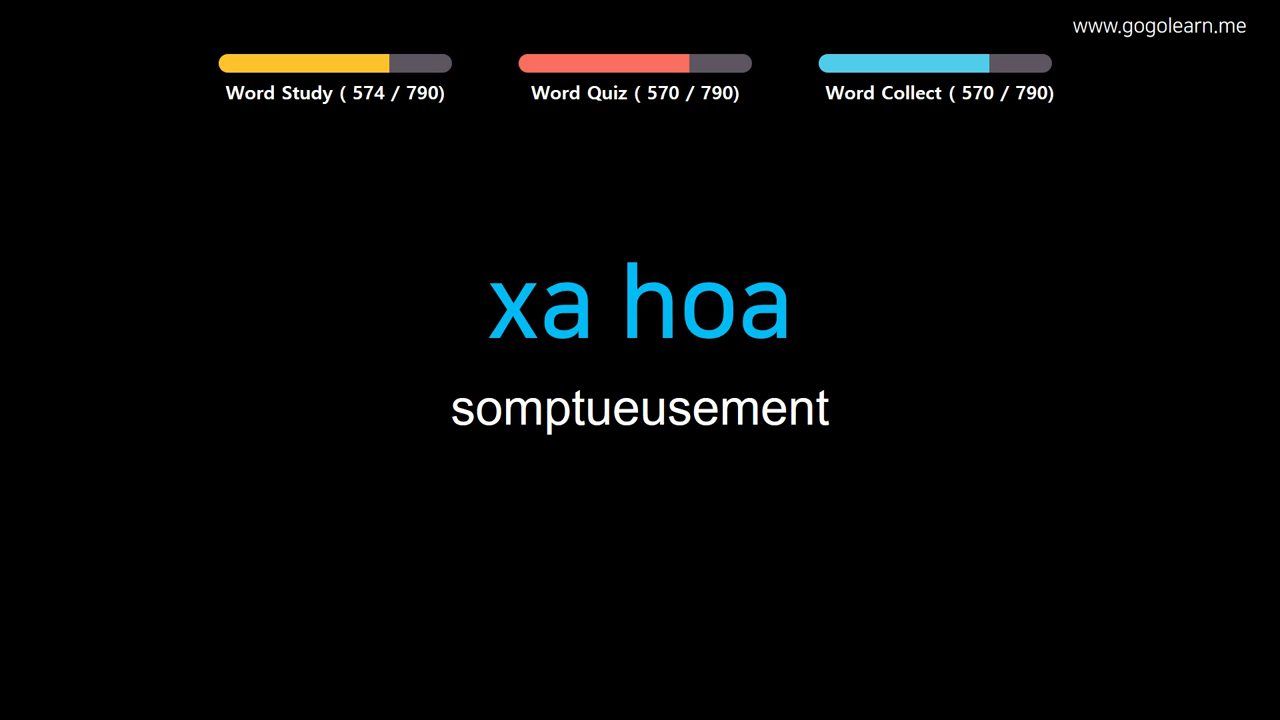 www.gogolearn.me
Word Study ( 574 / 790)
Word Quiz ( 570 / 790)
Word Collect ( 570 / 790)
xa hoa
somptueusement